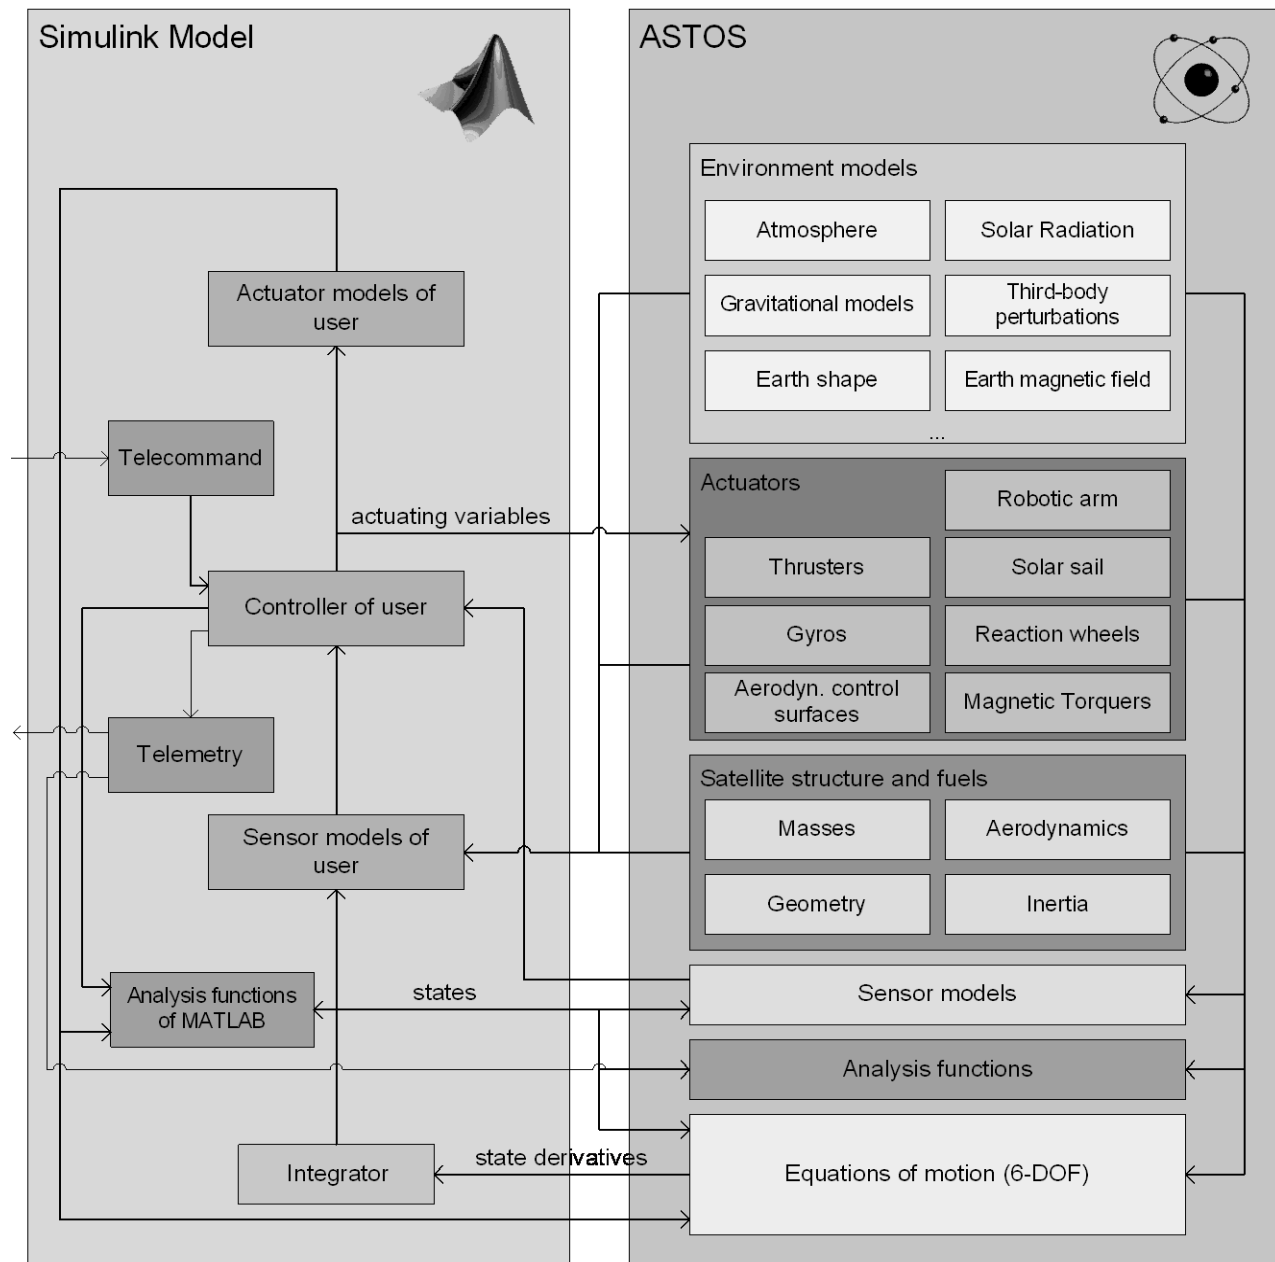 Simulink Model
Actuator models of
user
Telecommand
actuating variables
Controller of user
Telemetry
Sensor models of
user
Analysis functions
of MATLAB
states
Integrator
state derivatives
ASTOS
Environment models
Atmosphere
Solar Radiation
Gravitational models
Third-body
perturbations
Earth shape
Earth magnetic field
...
Actuators
Robotic arm
Thrusters
Solar sail
Gyros
Reaction wheels
Aerodyn. control
surfaces
Magnetic Torquers
Satellite structure and fuels
Masses
Aerodynamics
Geometry
Inertia
Sensor models
Analysis functions
Equations of motion (6-DOF)